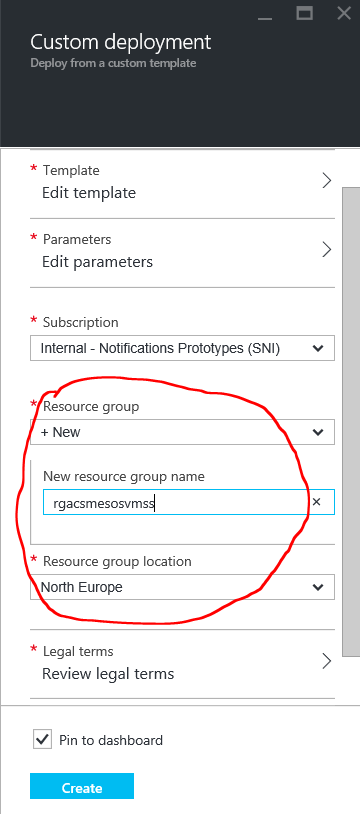 Custom deployment
Deploy from a custom template
* Template
Edit template
* Parameters
Edit parameters
* Subscription
Internal - Notifications Prototypes (SNI)
* Resource group
+ New
New resource group name
rgacsmesosvmss
* Resource group location
North Europe
* Legal terms
Review legal terms
Pin to dashboard
Create